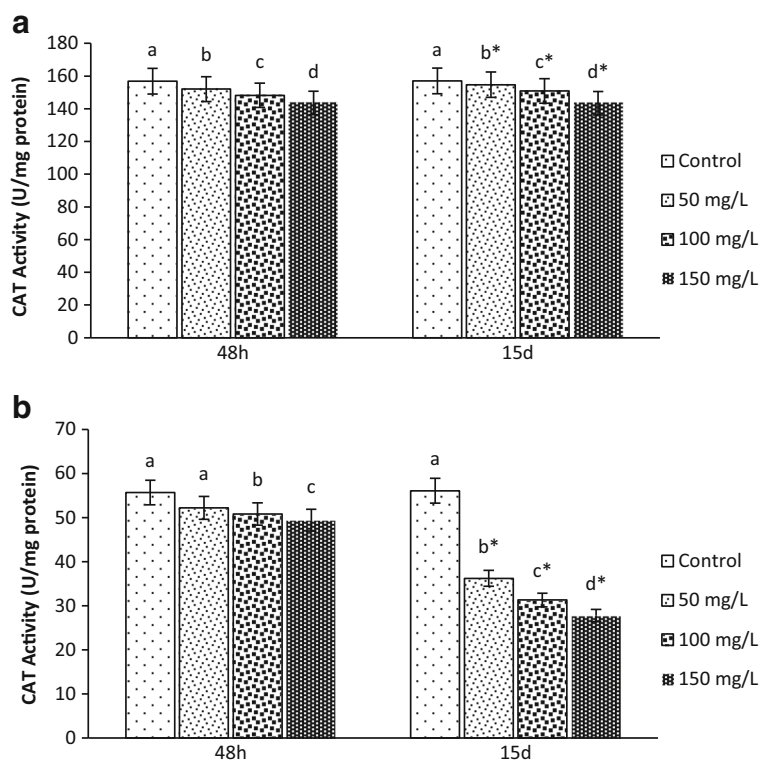 a
CAT Activity (U/mg protein)
180
160
140
120
100
80
60
40
20
0
a b c d a b* c* d*
48h 15d
Control
50 mg/L
100 mg/L
150 mg/L
b
CAT Activity (U/mg protein)
70
60
50
40
30
20
10
0
a a b c a b* c* d*
48h 15d
Control
50 mg/L
100 mg/L
150 mg/L